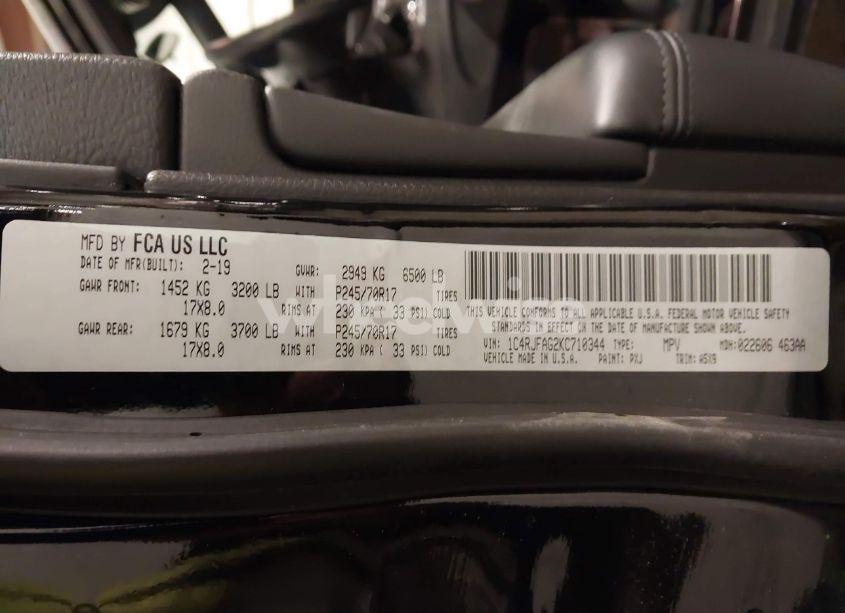 MFD BY FCA US LLC
DATE OF MFR(BUILT): 2-19 GVWR: 2949 KG 6500 LB
GAWR FRONT: 1452 KG 3200 LB WITH P245/70R17 TIRES
17X8.0 RIMS AT 230 KPA ( 33 PSI) COLD
GAWR REAR: 1679 KG 3700 LB WITH P245/70R17 TIRES
17X8.0 RIMS AT 230 KPA ( 33 PSI) COLD
THIS VEHICLE CONFORMS TO ALL APPLICABLE U.S.A. FEDERAL MOTOR VEHICLE SAFETY
STANDARDS IN EFFECT ON THE DATE OF MANUFACTURE SHOWN ABOVE.
VIN: 1C4RJFAG2KC710344 TYPE: MPV MDH: 022606 463AA
VEHICLE MADE IN U.S.A. PAINT: PXJ TRIM: A5X9